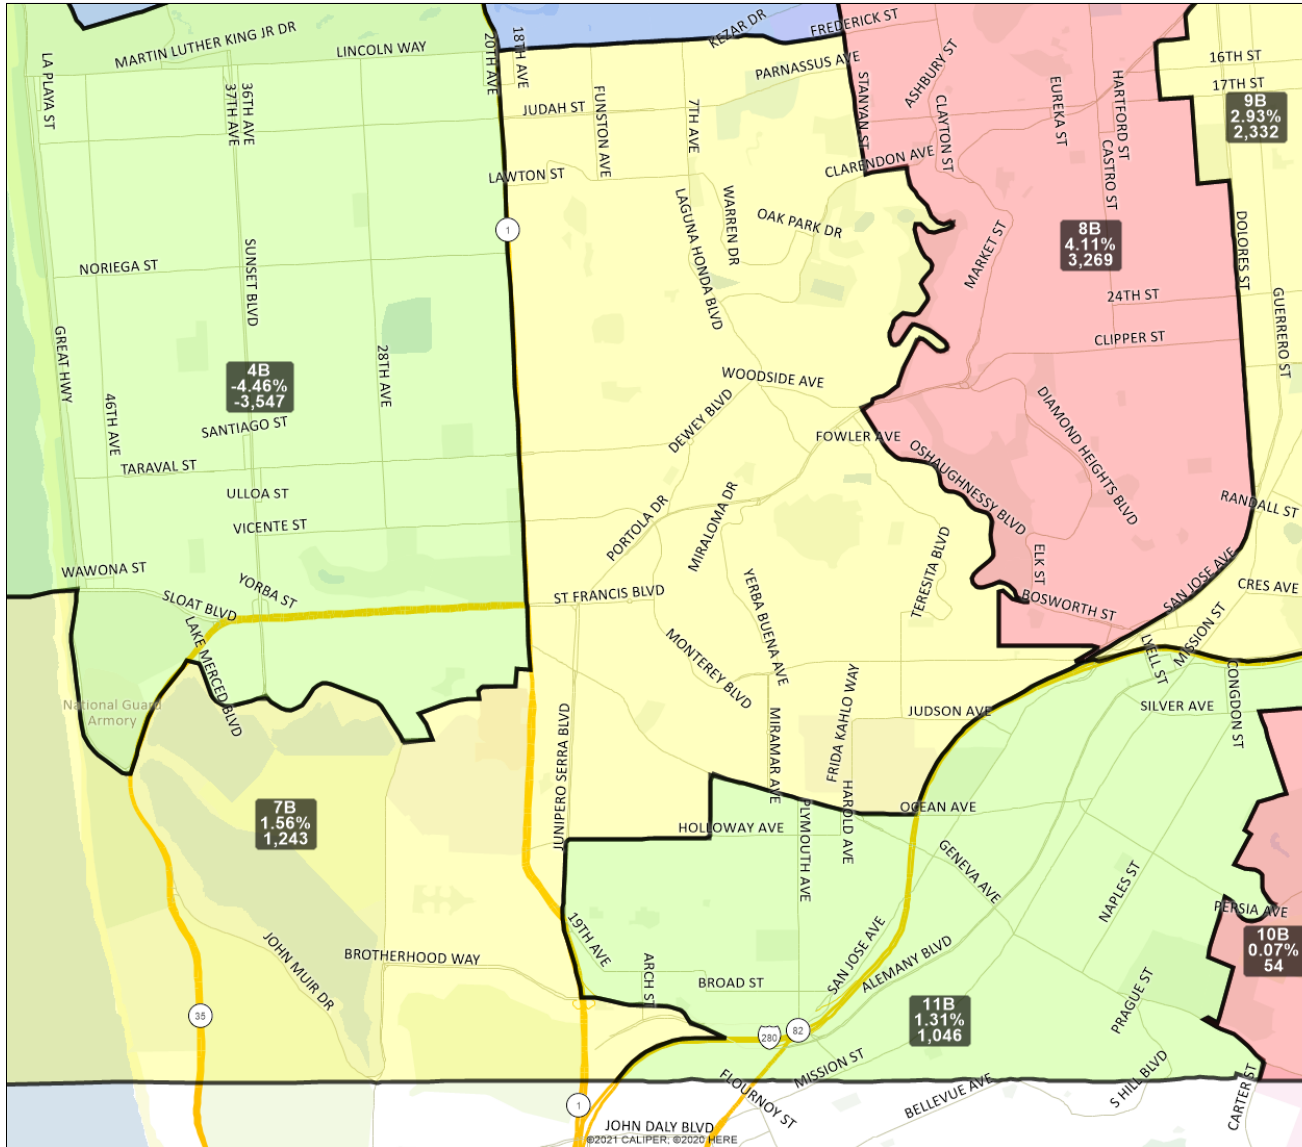 KEZAR DR
FREDERICK ST
MARTIN LUTHER KING JR DR
LINCOLN WAY
20TH AVE
18TH AVE
16TH ST
17TH ST
LA PLAYA ST
37TH AVE
36TH AVE
JUDAH ST
FUNSTON AVE
7TH AVE
PARNASSUS AVE
STANYAN ST
ASHBURY ST
CLAYTON ST
EUREKA ST
HARTFORD ST
CASTRO ST
9B
2.93%
2,332
LAWTON ST
CLARENDON AVE
LAGUNA HONDA BLVD
WARREN DR
OAK PARK DR
MARKET ST
8B
4.11%
3,269
DOLORES ST
1
NORIEGA ST
SUNSET BLVD
24TH ST
GUERRERO ST
CLIPPER ST
GREAT HWY
28TH AVE
4B
-4.46%
-3,547
WOODSIDE AVE
46TH AVE
SANTIAGO ST
DEWEY BLVD
FOWLER AVE
DIAMOND HEIGHTS BLVD
OSHAUGHNESSY BLVD
TARAVAL ST
ULLOA ST
VICENTE ST
PORTOLA DR
MIRALOMA DR
RANDALL ST
TERESITA BLVD
ELK ST
WAWONA ST
YORBA ST
SLOAT BLVD
ST FRANCIS BLVD
YERBA BUENA AVE
BOSWORTH ST
SAN JOSE AVE
CRES AVE
LAKE MERCED BLVD
MONTEREY BLVD
LYELL ST
MISSION ST
CONGDON ST
National Guard
Armory
FRIDA KAHLO WAY
JUDSON AVE
SILVER AVE
JUNIPERO SERRA BLVD
MIRAMAR AVE
7B
1.56%
1,243
HOLLOWAY AVE
PLYMOUTH AVE
HAROLD AVE
OCEAN AVE
GENEVA AVE
NAPLES ST
PERSIA AVE
10B
0.07%
54
19TH AVE
JOHN MUIR DR
BROTHERHOOD WAY
ARCH ST
BROAD ST
SAN JOSE AVE
ALEMANY BLVD
PRAGUE ST
11B
1.31%
1,046
35
280
82
MISSION ST
FLOURNOY ST
BELLEVUE AVE
S HILL BLVD
CARTER ST
1
JOHN DALY BLVD
©2021 CALIPER; ©2020 HERE